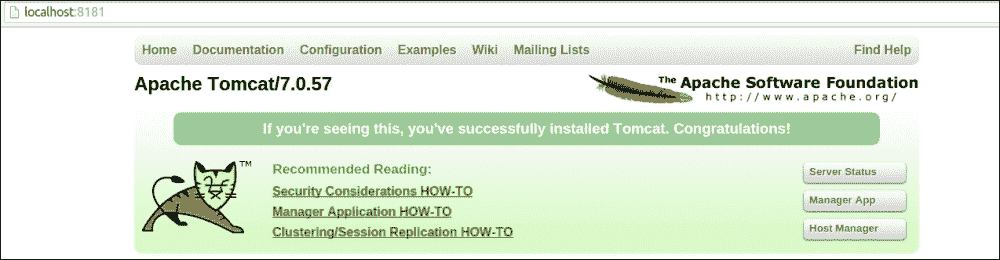 localhost:8181
Home Documentation Configuration Examples Wiki Mailing Lists Find Help
Apache Tomcat/7.0.57
The Apache Software Foundation
http://www.apache.org/
If you're seeing this, you've successfully installed Tomcat. Congratulations!
TM
Recommended Reading:
Security Considerations HOW-TO
Manager Application HOW-TO
Clustering/Session Replication HOW-TO
Server Status
Manager App
Host Manager